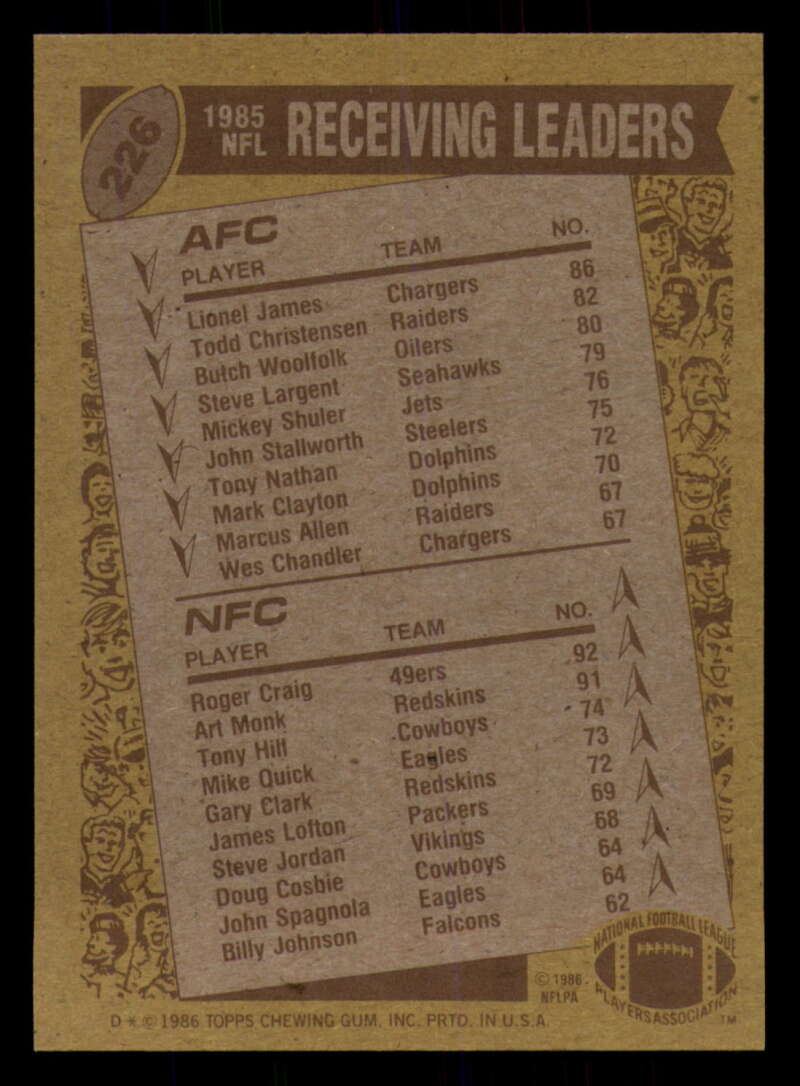 226
1985 NFL RECEIVING LEADERS
AFC
PLAYER TEAM NO.
Lionel James Chargers 86
Todd Christensen Raiders 82
Butch Woolfolk Oilers 80
Steve Largent Seahawks 79
Mickey Shuler Jets 76
John Stallworth Steelers 75
Tony Nathan Dolphins 72
Mark Clayton Dolphins 70
Marcus Allen Raiders 67
Wes Chandler Chargers 67
NFC
PLAYER TEAM NO.
Roger Craig 49ers 92
Art Monk Redskins 91
Tony Hill Cowboys 74
Mike Quick Eagles 73
Gary Clark Redskins 72
James Lofton Packers 69
Steve Jordan Vikings 68
Doug Cosbie Cowboys 64
John Spagnola Eagles 64
Billy Johnson Falcons 62
NATIONAL FOOTBALL LEAGUE
PLAYERS ASSOCIATION
TM
© 1986
NFLPA
D * © 1986 TOPPS CHEWING GUM, INC. PRTD. IN U.S.A.